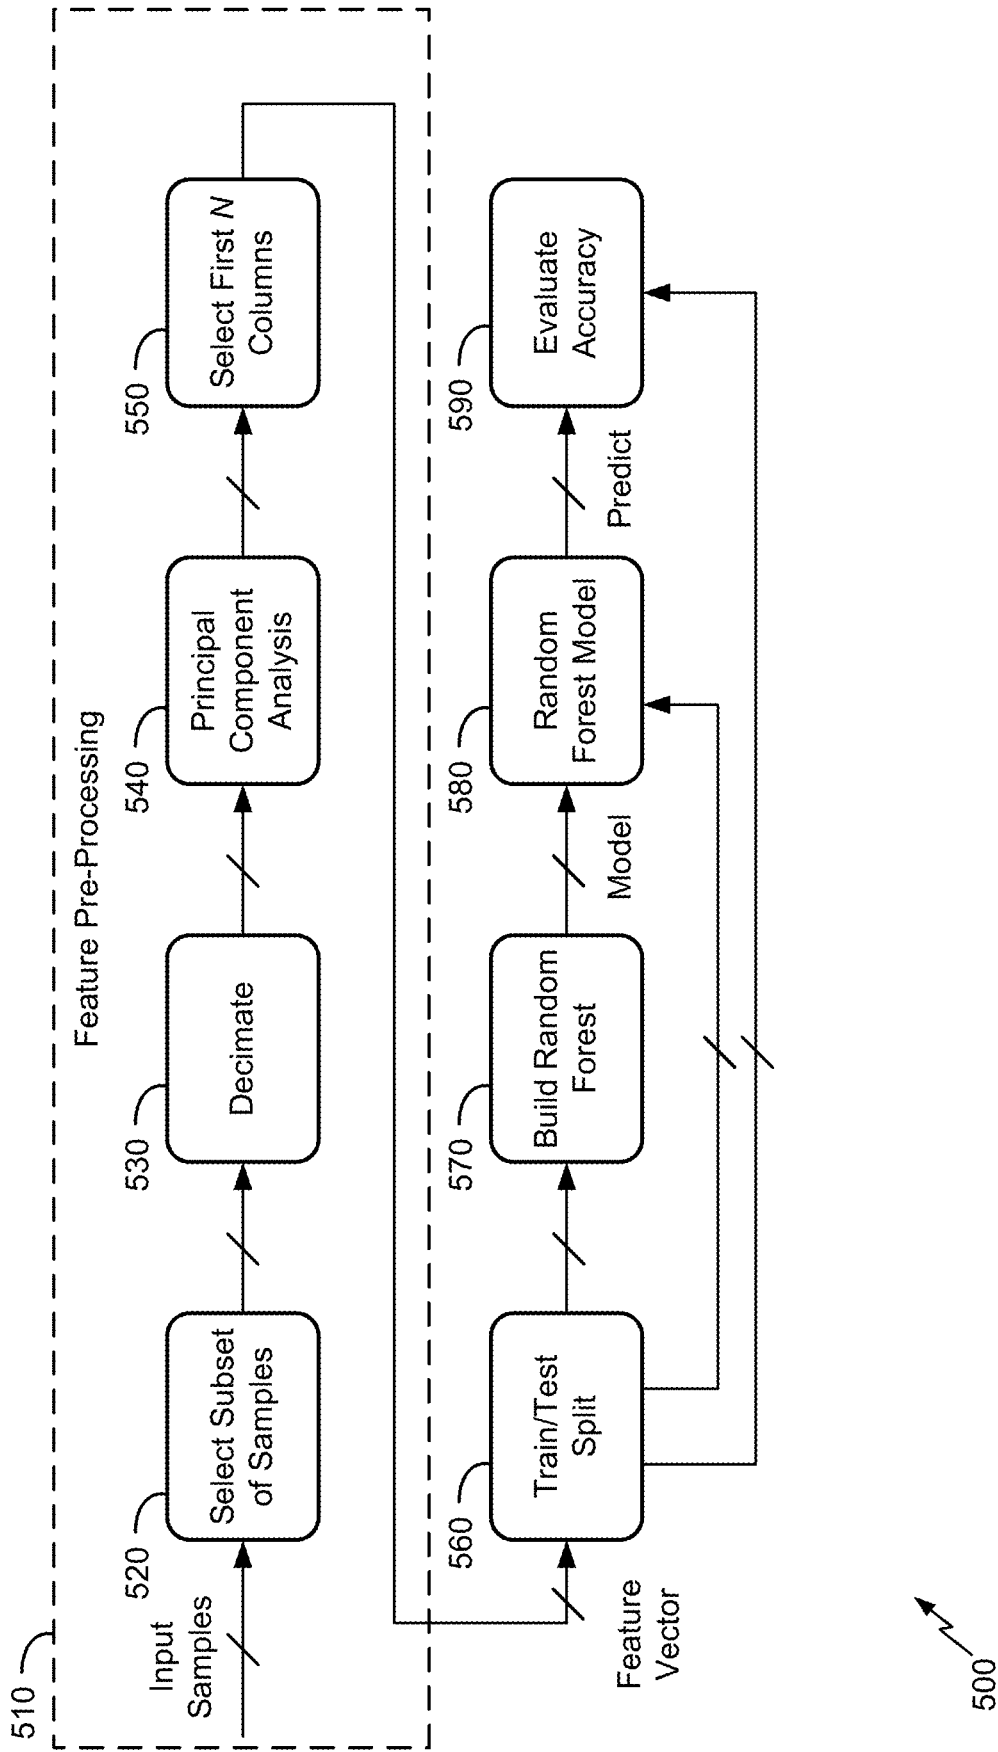 510
Feature Pre-Processing
Input
Samples
520
Select Subset
of Samples
530
Decimate
540
Principal
Component
Analysis
550
Select First N
Columns
Feature
Vector
560
Train/Test
Split
570
Build Random
Forest
Model
580
Random
Forest Model
Predict
590
Evaluate
Accuracy
500